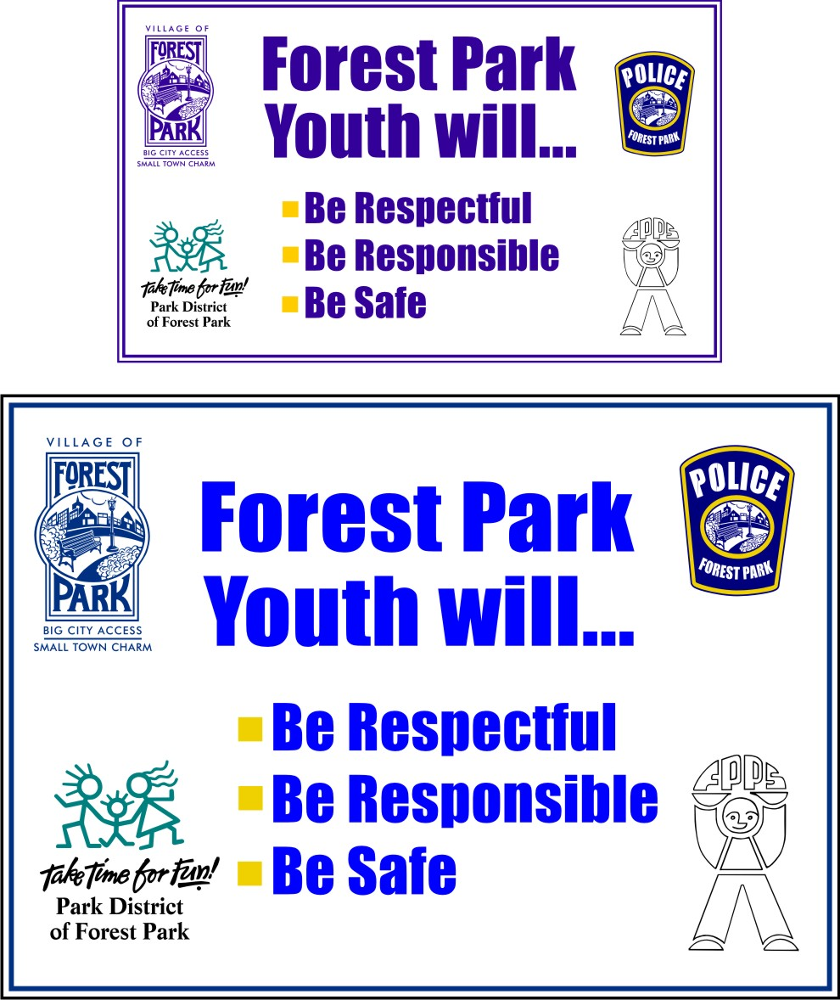 VILLAGE OF
FOREST
PARK
BIG CITY ACCESS
SMALL TOWN CHARM
Forest Park
Youth will...
POLICE
FOREST PARK
Be Respectful
Be Responsible
Be Safe
Take Time for Fun!
Park District
of Forest Park
FPPS
VILLAGE OF
FOREST
PARK
BIG CITY ACCESS
SMALL TOWN CHARM
Forest Park
Youth will...
POLICE
FOREST PARK
Be Respectful
Be Responsible
Be Safe
Take Time for Fun!
Park District
of Forest Park
FPPS